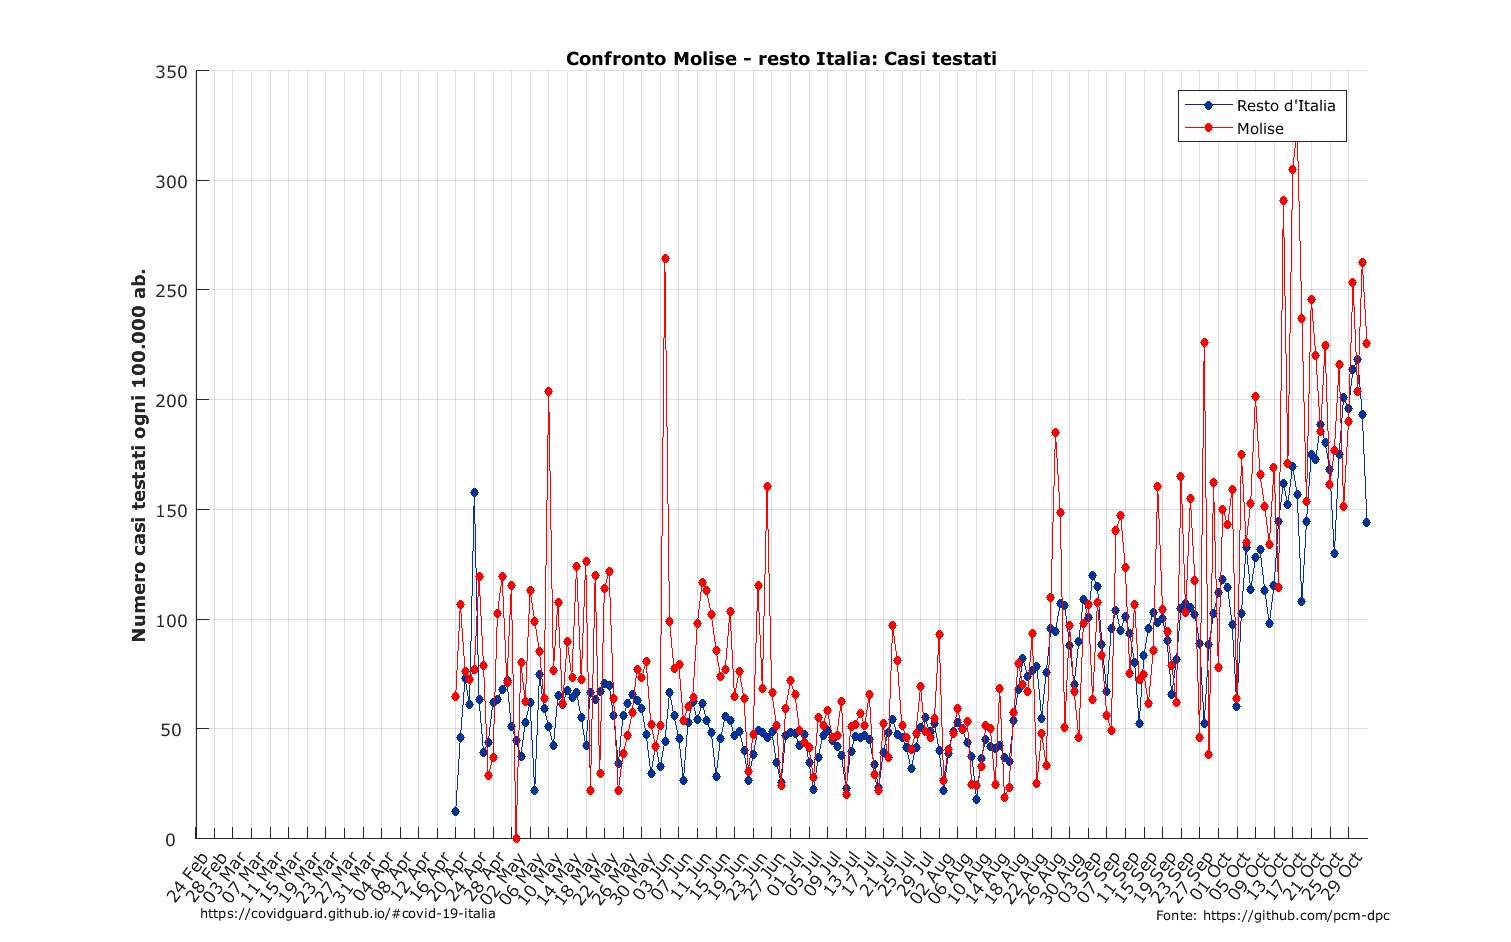 Confronto Molise - resto Italia: Casi testati
Resto d'Italia
Molise
Numero casi testati ogni 100.000 ab.
350
300
250
200
150
100
50
0
24 Feb
28 Feb
03 Mar
07 Mar
11 Mar
15 Mar
19 Mar
23 Mar
27 Mar
31 Mar
04 Apr
08 Apr
12 Apr
16 Apr
20 Apr
24 Apr
28 Apr
02 May
06 May
10 May
14 May
18 May
22 May
26 May
30 May
03 Jun
07 Jun
11 Jun
15 Jun
19 Jun
23 Jun
27 Jun
01 Jul
05 Jul
09 Jul
13 Jul
17 Jul
21 Jul
25 Jul
29 Jul
02 Aug
06 Aug
10 Aug
14 Aug
18 Aug
22 Aug
26 Aug
30 Aug
03 Sep
07 Sep
11 Sep
15 Sep
19 Sep
23 Sep
27 Sep
01 Oct
05 Oct
09 Oct
13 Oct
17 Oct
21 Oct
25 Oct
29 Oct
https://covidguard.github.io/#covid-19-italia
Fonte: https://github.com/pcm-dpc